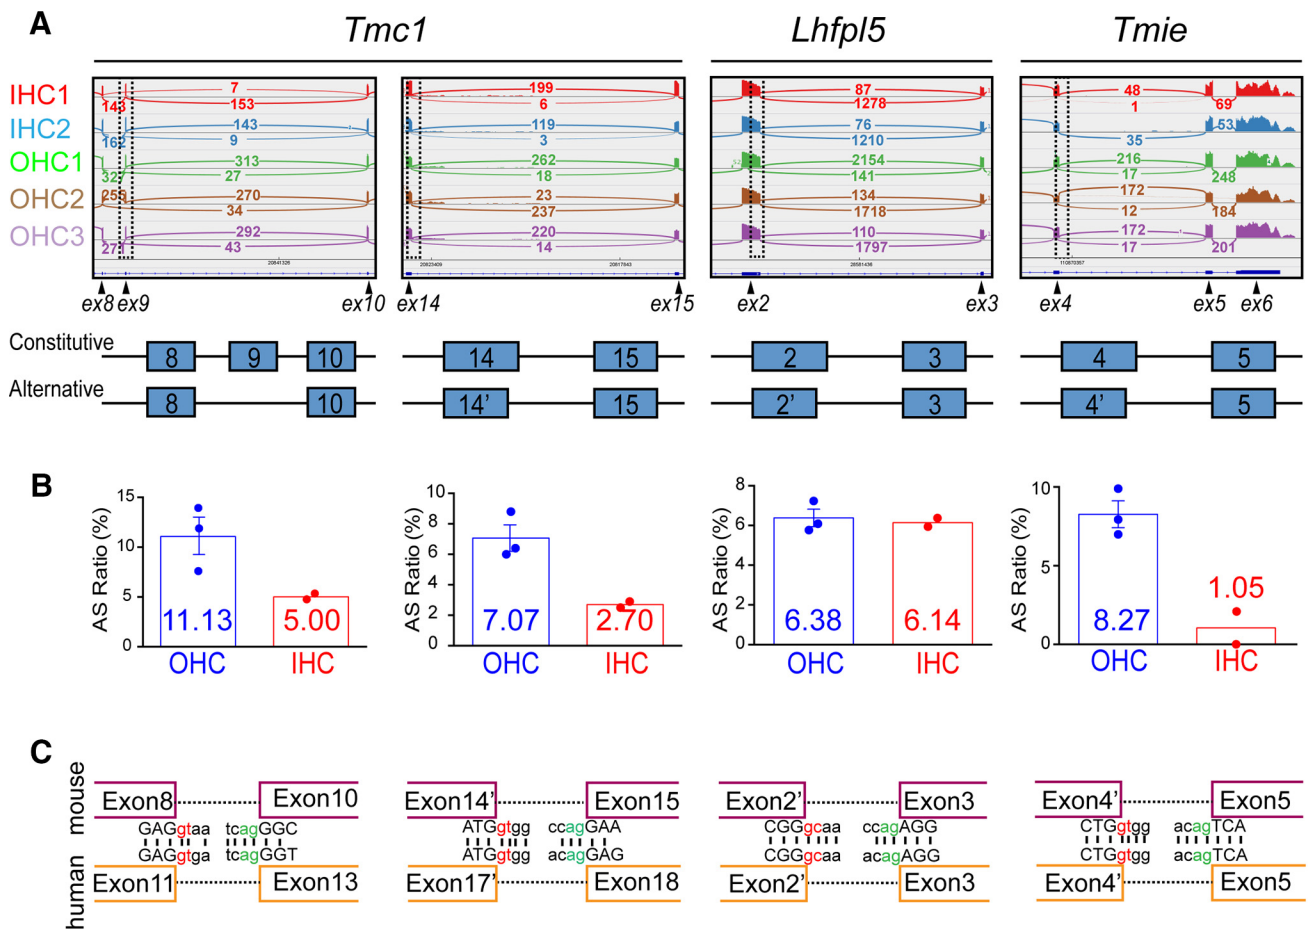 A
Tmc1 Lhfpl5 Tmie
IHC1 7 199 87 48
143 153 6 1278 1 69
IHC2 143 119 76 53
162 9 3 1210 35
OHC1 313 262 2154 216
32 27 18 141 17 248
OHC2 255 270 23 134 172
34 237 1718 12 184
OHC3 292 220 110 172
27 43 14 1797 17 201
20841326 20823409 20817843 28581436 110870357
ex8 ex9 ex10 ex14 ex15 ex2 ex3 ex4 ex5 ex6
Constitutive 8 9 10 14 15 2 3 4 5
Alternative 8 10 14’ 15 2’ 3 4’ 5
B
AS Ratio (%) 15 10 5 0 11.13 5.00 OHC IHC
AS Ratio (%) 10 8 6 4 2 0 7.07 2.70 OHC IHC
AS Ratio (%) 8 6 4 2 0 6.38 6.14 OHC IHC
AS Ratio (%) 10 5 0 8.27 1.05 OHC IHC
C
mouse Exon8 Exon10 Exon14’ Exon15 Exon2’ Exon3 Exon4’ Exon5
GAGgtaa tcagGGC ATGgtgg ccagGAA CGGgcaa ccagAGG CTGgtgg acagTCA
GAGgtga tcagGGT ATGgtgg acagGAG CGGgcaa acagAGG CTGgtgg acagTCA
human Exon11 Exon13 Exon17’ Exon18 Exon2’ Exon3 Exon4’ Exon5